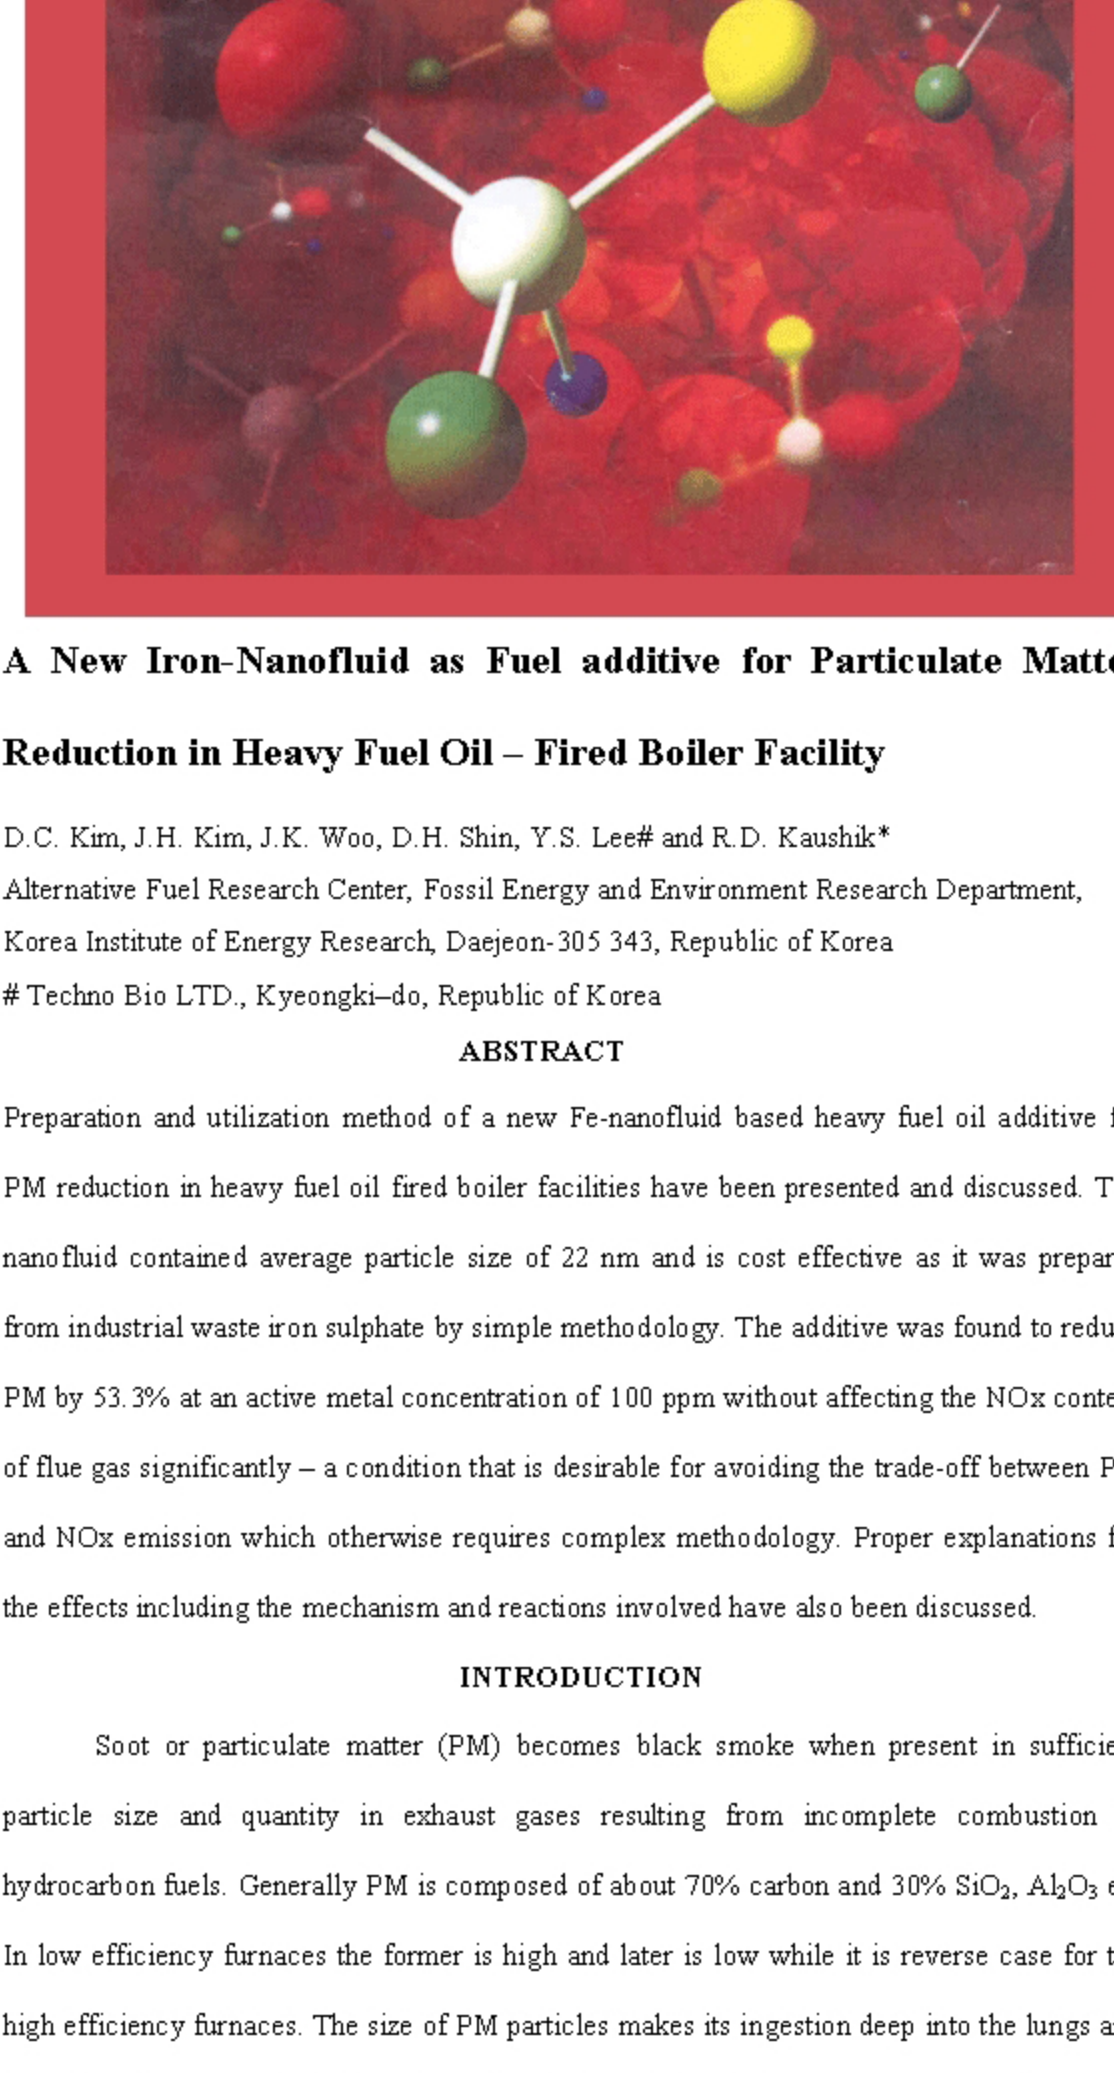 A New Iron-Nanofluid as Fuel additive for Particulate
Reduction in Heavy Fuel Oil – Fired Boiler Facility
D.C. Kim, J.H. Kim, J.K. Woo, D.H. Shin, Y.S. Lee# and R.D. Kaushik*
Alternative Fuel Research Center, Fossil Energy and Environment Research Department,
Korea Institute of Energy Research, Daejeon-305 343, Republic of Korea
# Techno Bio LTD., Kyeongki–do, Republic of Korea
ABSTRACT
Preparation and utilization method of a new Fe-nanofluid based heavy fuel oil additive
PM reduction in heavy fuel oil fired boiler facilities have been presented and discussed.
nanofluid contained average particle size of 22 nm and is cost effective as it was
from industrial waste iron sulphate by simple methodology. The additive was found to
PM by 53.3% at an active metal concentration of 100 ppm without affecting the NOx
of flue gas significantly – a condition that is desirable for avoiding the trade-off between
and NOx emission which otherwise requires complex methodology. Proper explanations
the effects including the mechanism and reactions involved have also been discussed.
INTRODUCTION
Soot or particulate matter (PM) becomes black smoke when present in
particle size and quantity in exhaust gases resulting from incomplete combustion
hydrocarbon fuels. Generally PM is composed of about 70% carbon and 30% SiO₂, Al₂O₃
In low efficiency furnaces the former is high and later is low while it is reverse case for
high efficiency furnaces. The size of PM particles makes its ingestion deep into the lungs